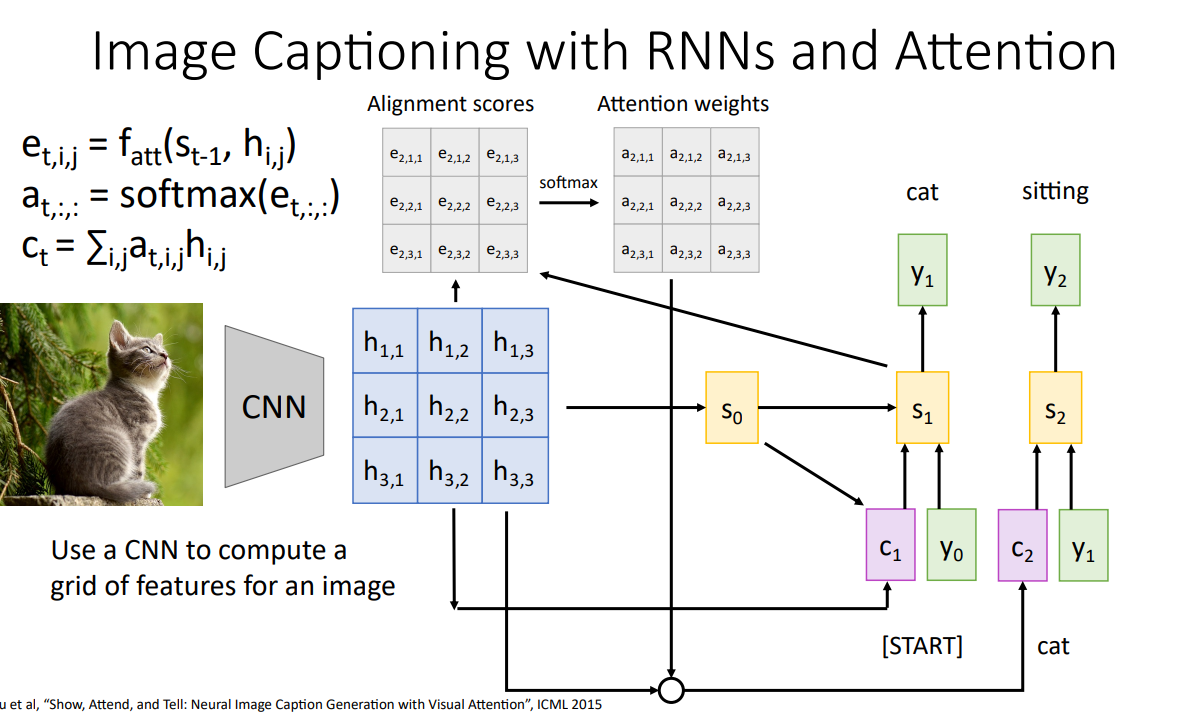 Image Captioning with RNNs and Attention
Alignment scores
Attention weights
e_{t,i,j} = f_{att}(s_{t-1}, h_{i,j})
a_{t,:,:} = softmax(e_{t,:,:})
c_t = ∑_{i,j}a_{t,i,j}h_{i,j}
e_{2,1,1} e_{2,1,2} e_{2,1,3}
e_{2,2,1} e_{2,2,2} e_{2,2,3}
e_{2,3,1} e_{2,3,2} e_{2,3,3}
softmax
a_{2,1,1} a_{2,1,2} a_{2,1,3}
a_{2,2,1} a_{2,2,2} a_{2,2,3}
a_{2,3,1} a_{2,3,2} a_{2,3,3}
cat
sitting
y_1
y_2
CNN
h_{1,1} h_{1,2} h_{1,3}
h_{2,1} h_{2,2} h_{2,3}
h_{3,1} h_{3,2} h_{3,3}
s_0
s_1
s_2
c_1
y_0
c_2
y_1
Use a CNN to compute a
grid of features for an image
[START]
cat
u et al, “Show, Attend, and Tell: Neural Image Caption Generation with Visual Attention”, ICML 2015